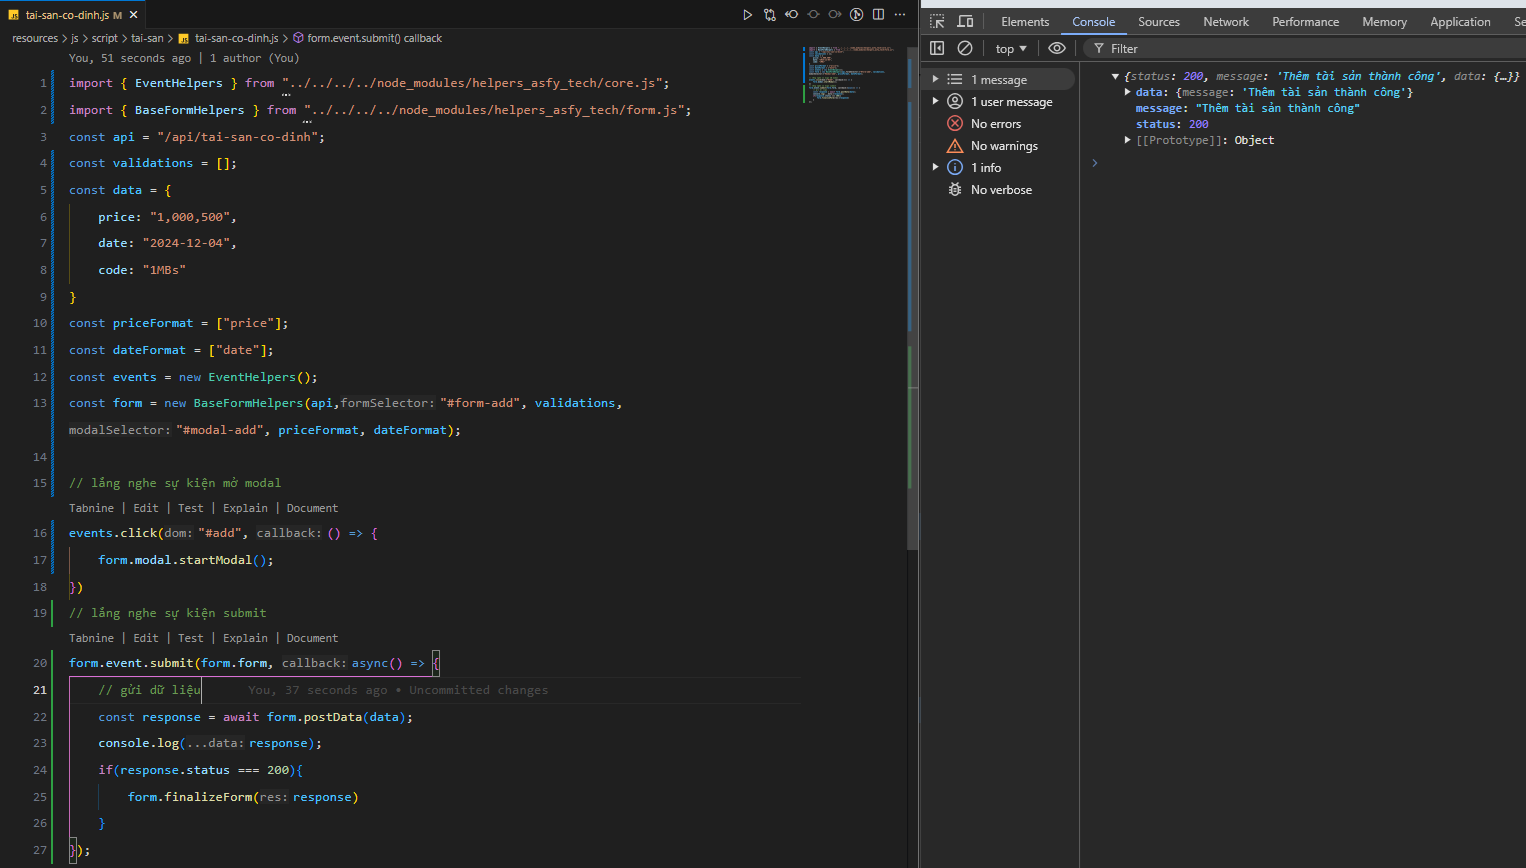 tai-san-co-dinh.js M
resources > js > script > tai-san > tai-san-co-dinh.js > form.event.submit() callback
You, 51 seconds ago | 1 author (You)
1 import { EventHelpers } from "../../../../node_modules/helpers_asfy_tech/core.js";
2 import { BaseFormHelpers } from "../../../../node_modules/helpers_asfy_tech/form.js";
3 const api = "/api/tai-san-co-dinh";
4 const validations = [];
5 const data = {
6 price: "1,000,500",
7 date: "2024-12-04",
8 code: "1MBs"
9 }
10 const priceFormat = ["price"];
11 const dateFormat = ["date"];
12 const events = new EventHelpers();
13 const form = new BaseFormHelpers(api,formSelector: "#form-add", validations,
modalSelector: "#modal-add", priceFormat, dateFormat);
14
15 // lắng nghe sự kiện mở modal
Tabnine | Edit | Test | Explain | Document
16 events.click(dom: "#add", callback: () => {
17 form.modal.startModal();
18 })
19 // lắng nghe sự kiện submit
Tabnine | Edit | Test | Explain | Document
20 form.event.submit(form.form, callback: async() => {
21 // gửi dữ liệu You, 37 seconds ago • Uncommitted changes
22 const response = await form.postData(data);
23 console.log(...data: response);
24 if(response.status === 200){
25 form.finalizeForm(res: response)
26 }
27 });
Elements Console Sources Network Performance Memory Application Se
top Filter
1 message
1 user message
No errors
No warnings
1 info
No verbose
{status: 200, message: 'Thêm tài sản thành công', data: {…}}
data: {message: 'Thêm tài sản thành công'}
message: "Thêm tài sản thành công"
status: 200
[[Prototype]]: Object